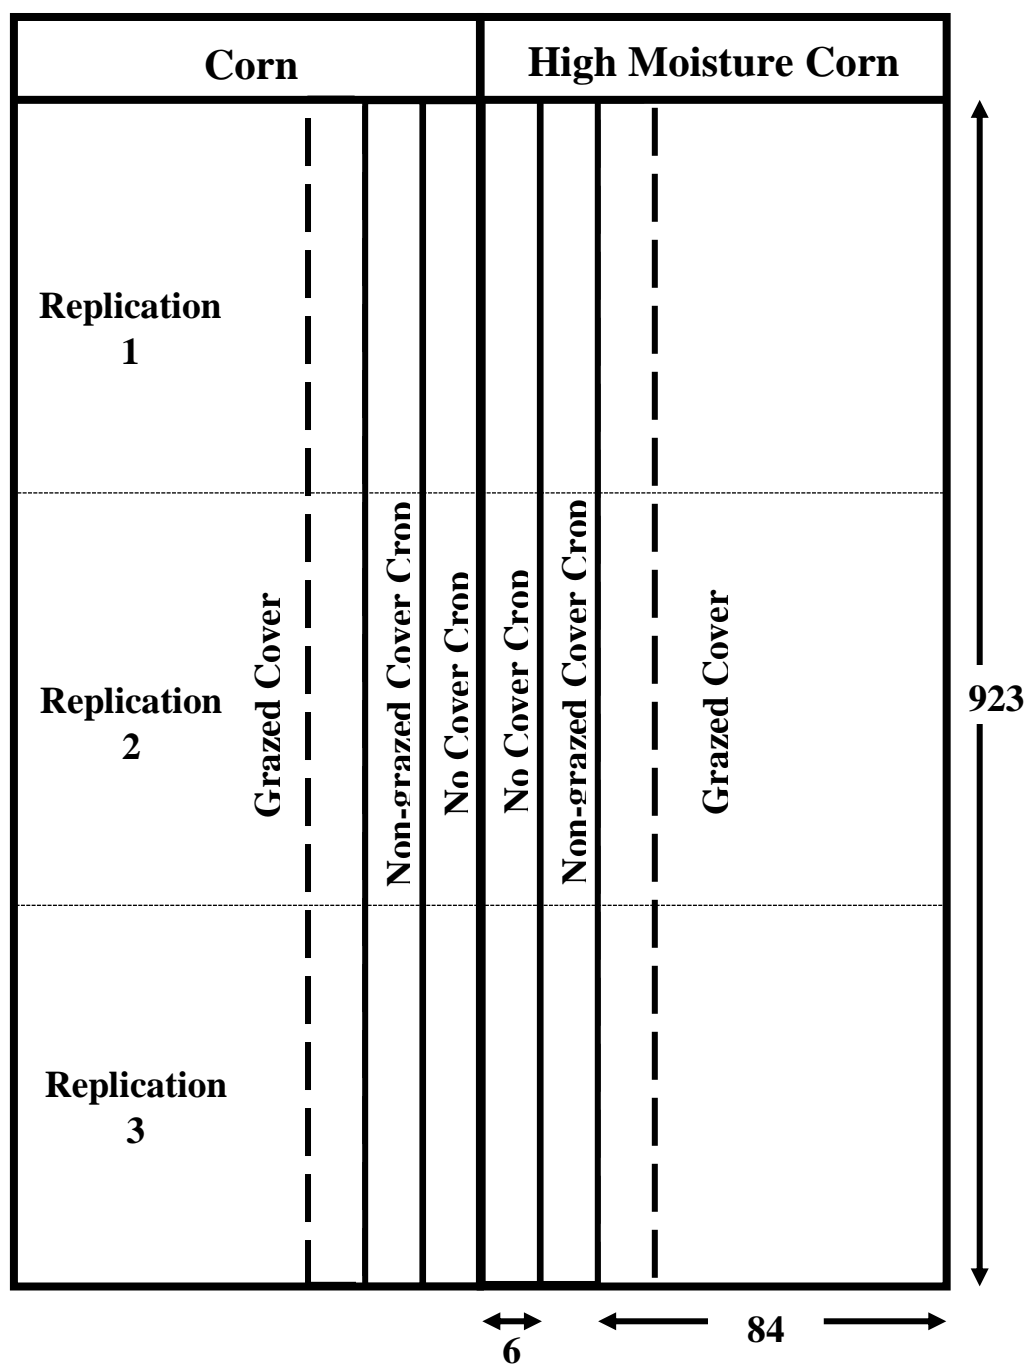 Corn
High Moisture Corn
Replication
1
Replication
2
Replication
3
Grazed Cover
Non-grazed Cover Crop
No Cover Crop
No Cover Crop
Non-grazed Cover Crop
Grazed Cover
923
6
84